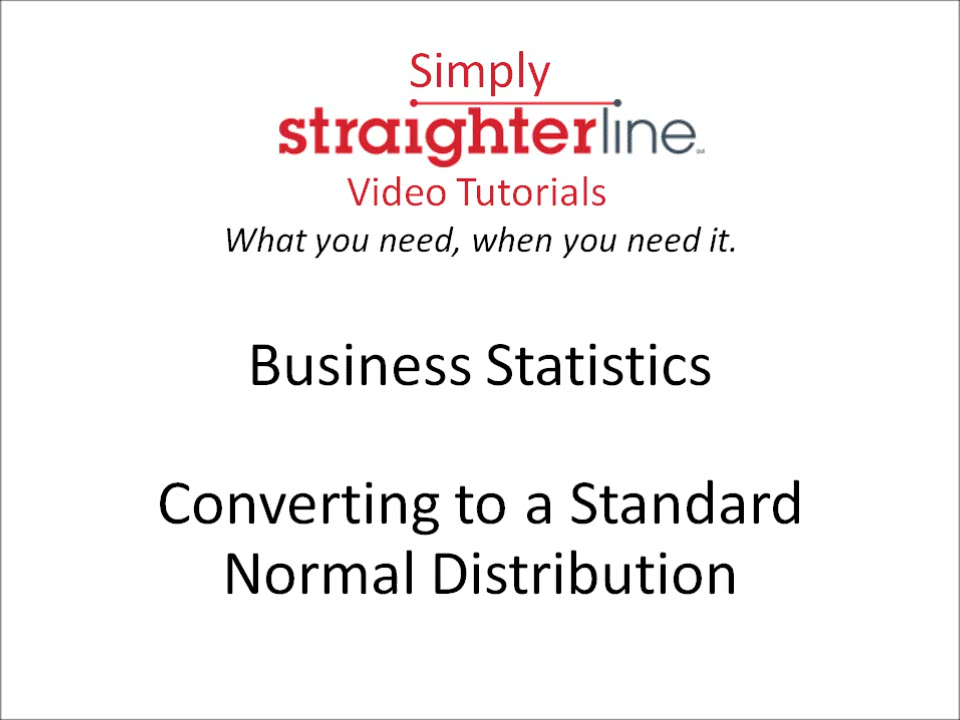 Simply
straighterline
Video Tutorials
What you need, when you need it.
Business Statistics
Converting to a Standard
Normal Distribution